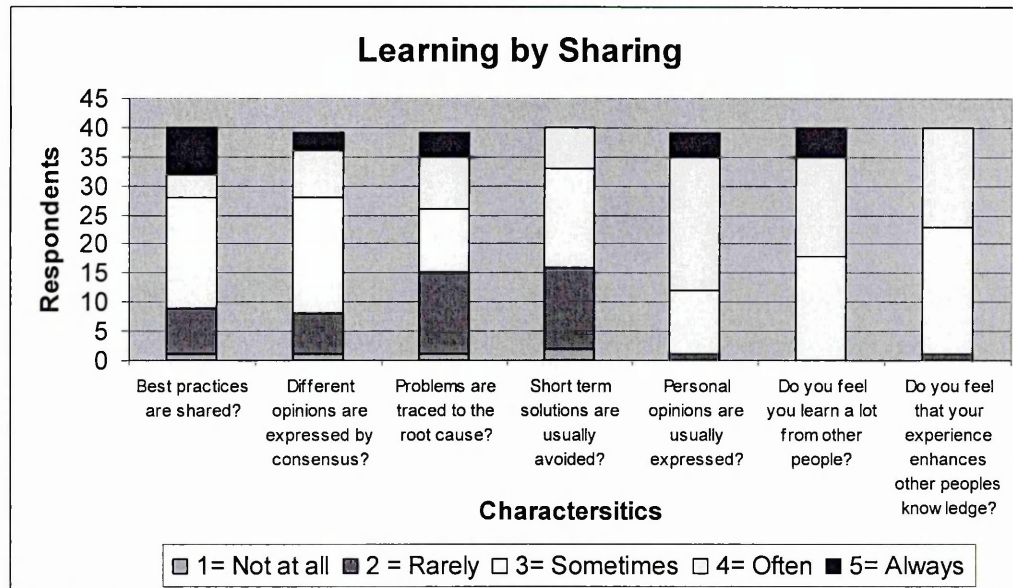 Learning by Sharing
Respondents
45
40
35
30
25
20
15
10
5
0
Best practices
are shared?
Different
opinions are
expressed by
consensus?
Problems are
traced to the
root cause?
Short term
solutions are
usually
avoided?
Personal
opinions are
usually
expressed?
Do you feel
you learn a lot
from other
people?
Do you feel
that your
experience
enhances
other peoples
know ledge?
Charactersitics
1= Not at all 2 = Rarely 3= Sometimes 4= Often 5= Always